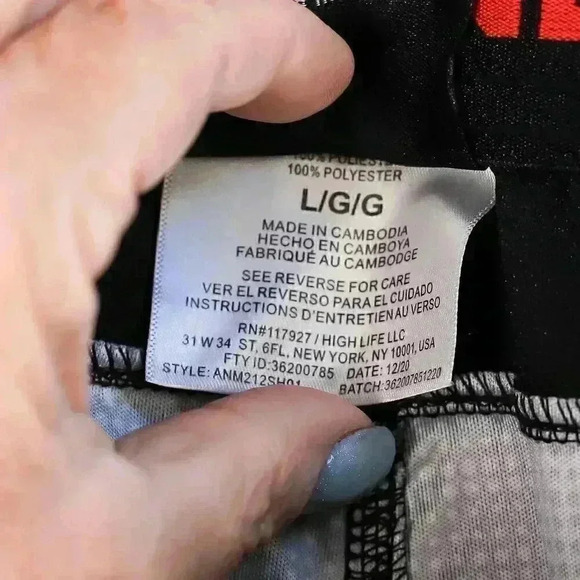 100% POLYESTER
100% POLYESTER
L/G/G
MADE IN CAMBODIA
HECHO EN CAMBOYA
FABRIQUÉ AU CAMBODGE
SEE REVERSE FOR CARE
VER EL REVERSO PARA EL CUIDADO
INSTRUCTIONS D'ENTRETIEN AU VERSO
RN#117927 / HIGH LIFE LLC
31 W 34 ST, 6FL, NEW YORK, NY 10001, USA
FTY ID:36200785 DATE: 12/20
STYLE: ANM212SH01 BATCH:362007851220